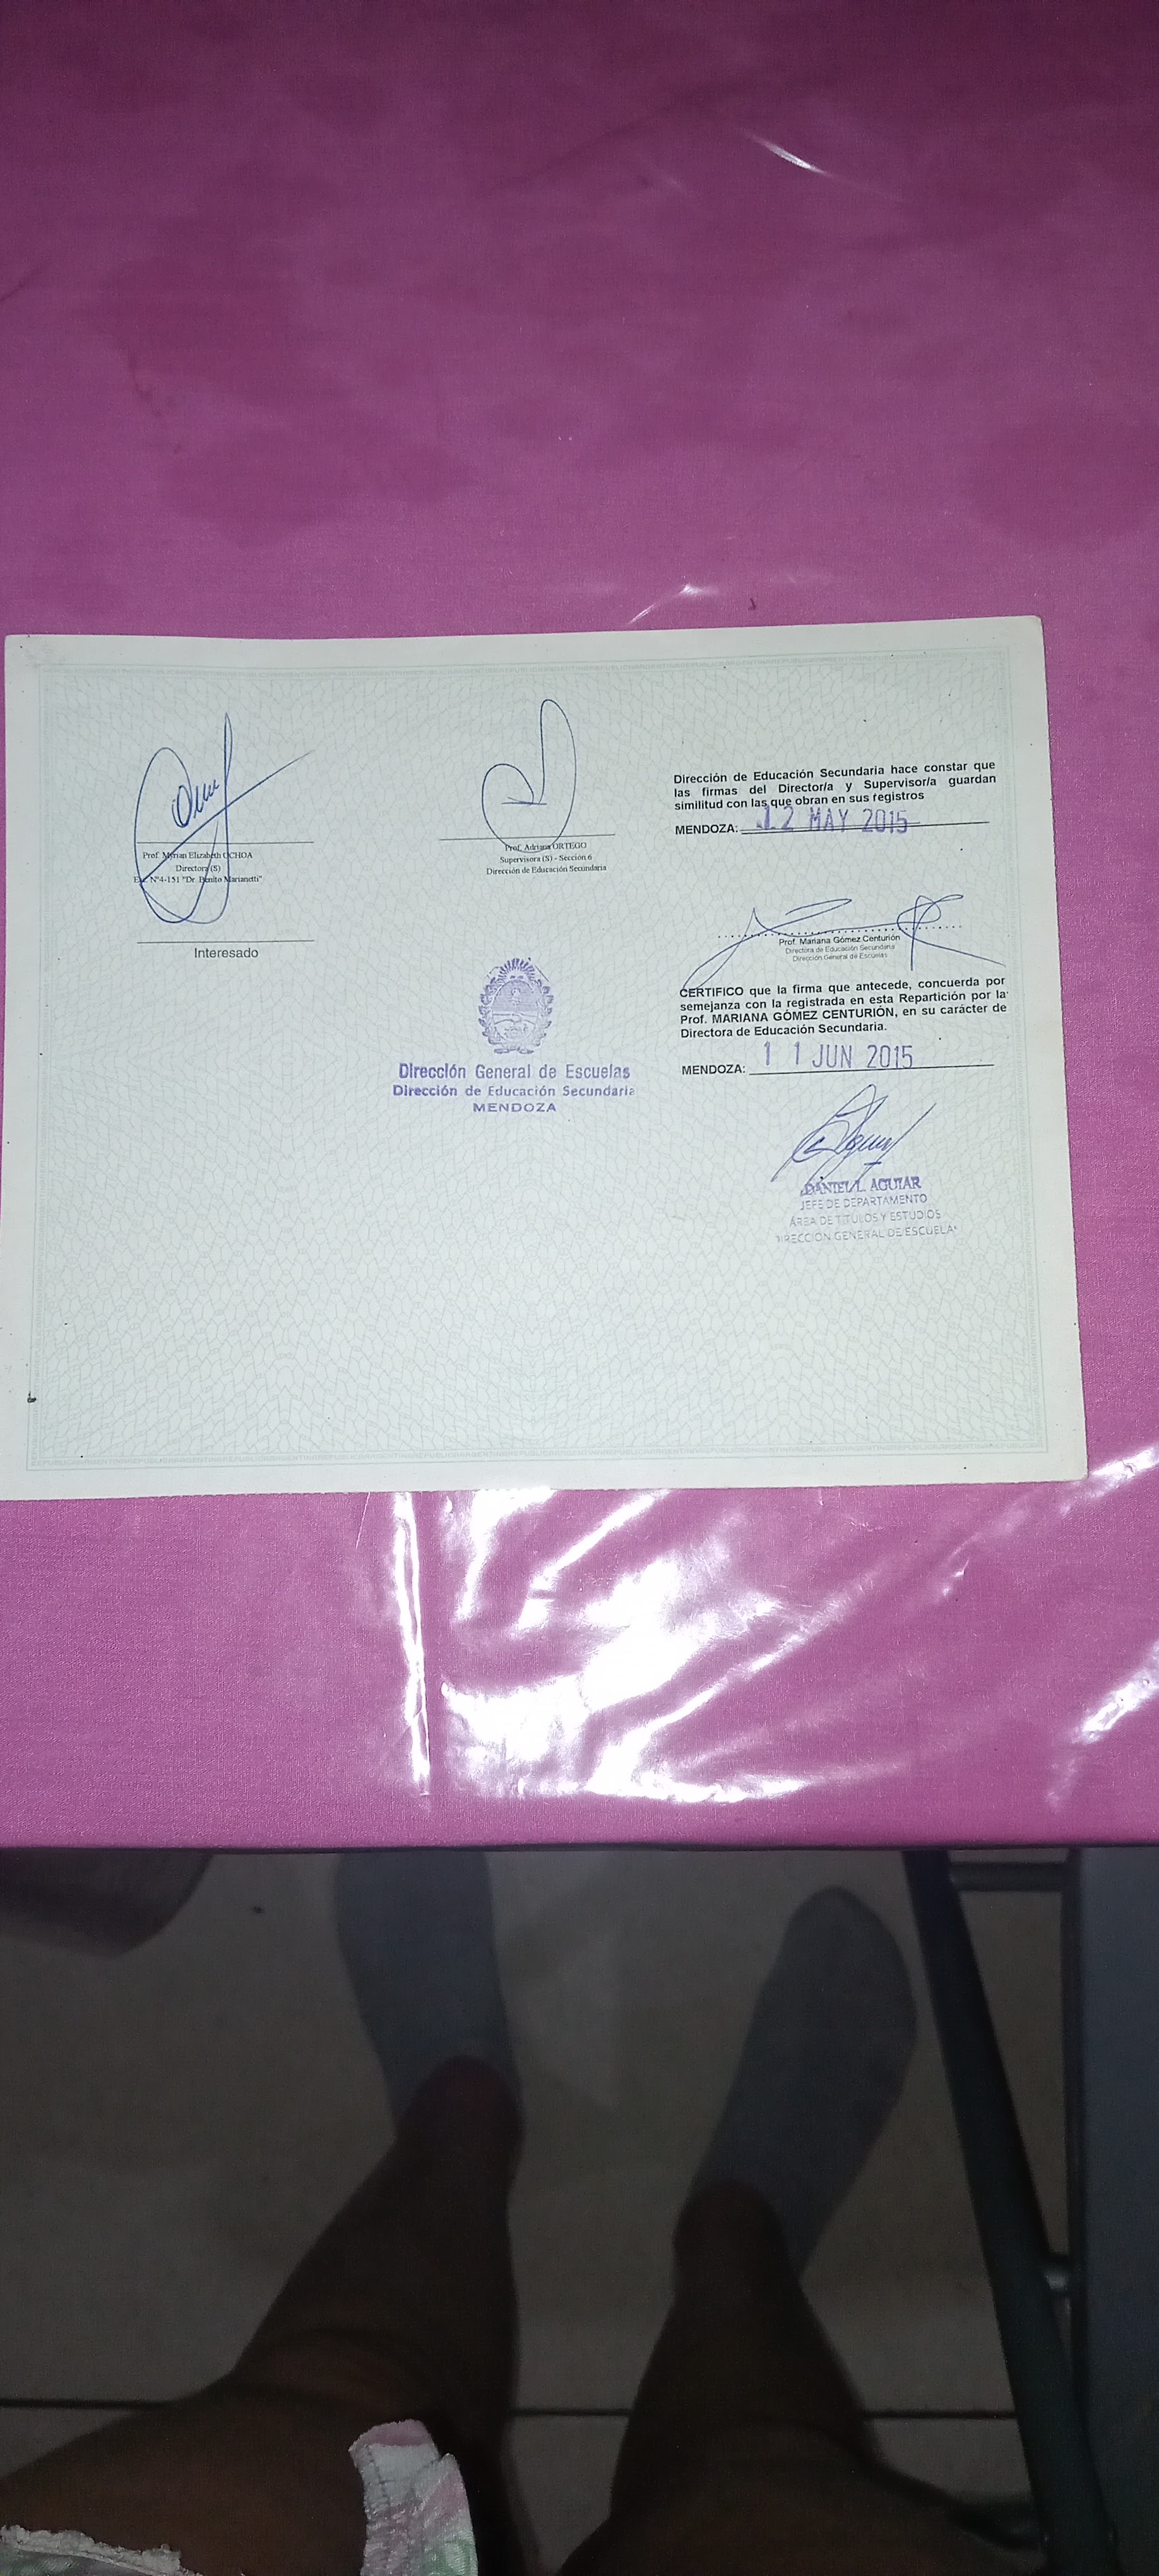 Prof. Myrian Elizabeth OCHOA
Directora (S)
Esc. Nº4-151 "Dr. Benito Marianetti"
Interesado
Prof. Adriana ORTEGO
Supervisora (S) - Sección 6
Dirección de Educación Secundaria
Dirección General de Escuelas
Dirección de Educación Secundaria
MENDOZA
Dirección de Educación Secundaria hace constar que
las firmas del Director/a y Supervisor/a guardan
similitud con las que obran en sus registros
MENDOZA: 12 MAY 2015
Prof. Mariana Gómez Centurión
Directora de Educación Secundaria
Dirección General de Escuelas
CERTIFICO que la firma que antecede, concuerda por
semejanza con la registrada en esta Repartición por la
Prof. MARIANA GÓMEZ CENTURIÓN, en su carácter de
Directora de Educación Secundaria.
MENDOZA: 11 JUN 2015
DANIEL L. AGUIAR
JEFE DE DEPARTAMENTO
ÁREA DE TÍTULOS Y ESTUDIOS
DIRECCIÓN GENERAL DE ESCUELAS